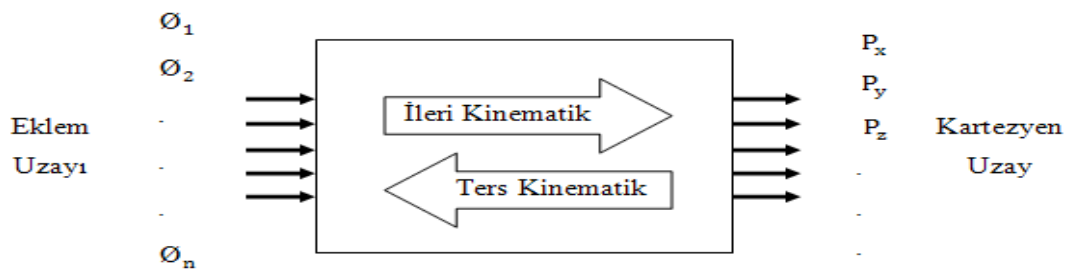 Eklem
Uzayı
Ø1
Ø2
.
.
.
Øn
İleri Kinematik
Ters Kinematik
Px
Py
Pz
.
.
.
Kartezyen
Uzay